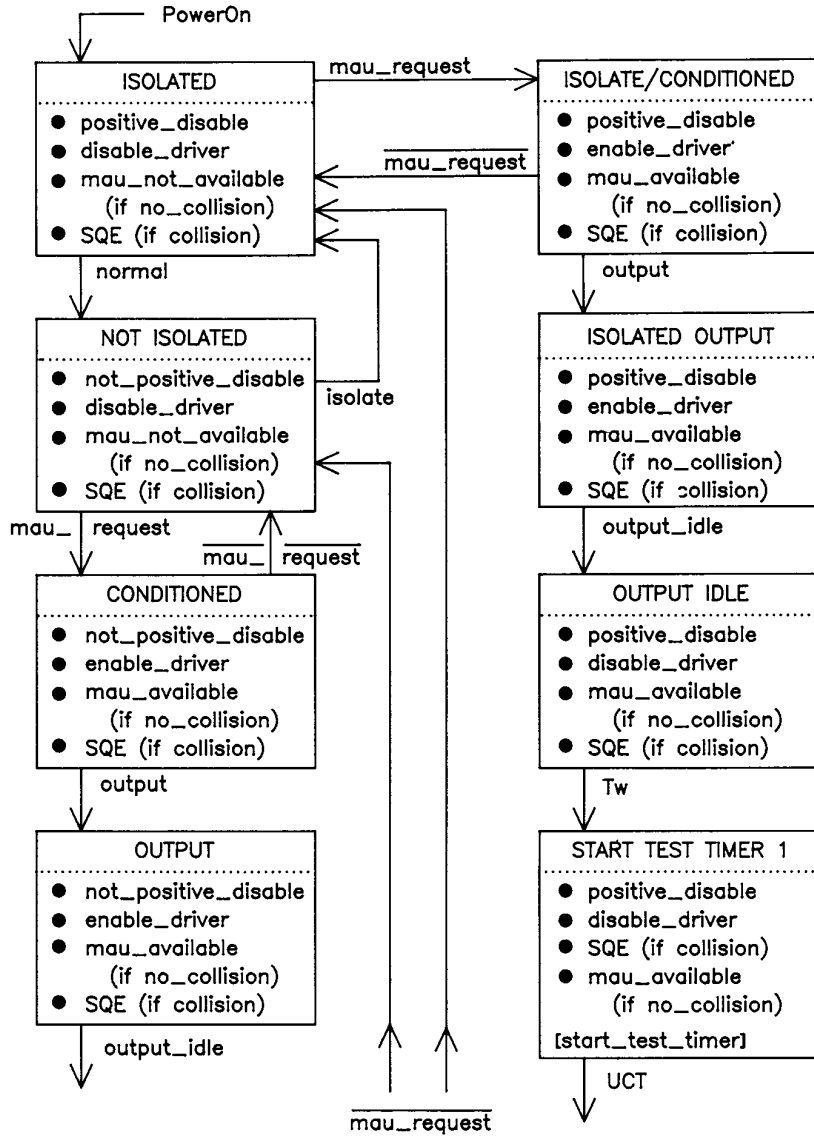 PowerOn
ISOLATED
● positive_disable
● disable_driver
● mau_not_available
(if no_collision)
● SQE (if collision)
mau_request
mau_request
ISOLATE/CONDITIONED
● positive_disable
● enable_driver
● mau_available
(if no_collision)
● SQE (if collision)
normal
output
NOT ISOLATED
● not_positive_disable
● disable_driver
● mau_not_available
(if no_collision)
● SQE (if collision)
isolate
ISOLATED OUTPUT
● positive_disable
● enable_driver
● mau_available
(if no_collision)
● SQE (if collision)
mau_ request
mau_ request
output_idle
CONDITIONED
● not_positive_disable
● enable_driver
● mau_available
(if no_collision)
● SQE (if collision)
OUTPUT IDLE
● positive_disable
● disable_driver
● mau_available
(if no_collision)
● SQE (if collision)
output
Tw
OUTPUT
● not_positive_disable
● enable_driver
● mau_available
(if no_collision)
● SQE (if collision)
START TEST TIMER 1
● positive_disable
● disable_driver
● SQE (if collision)
● mau_available
(if no_collision)
[start_test_timer]
output_idle
UCT
mau_request